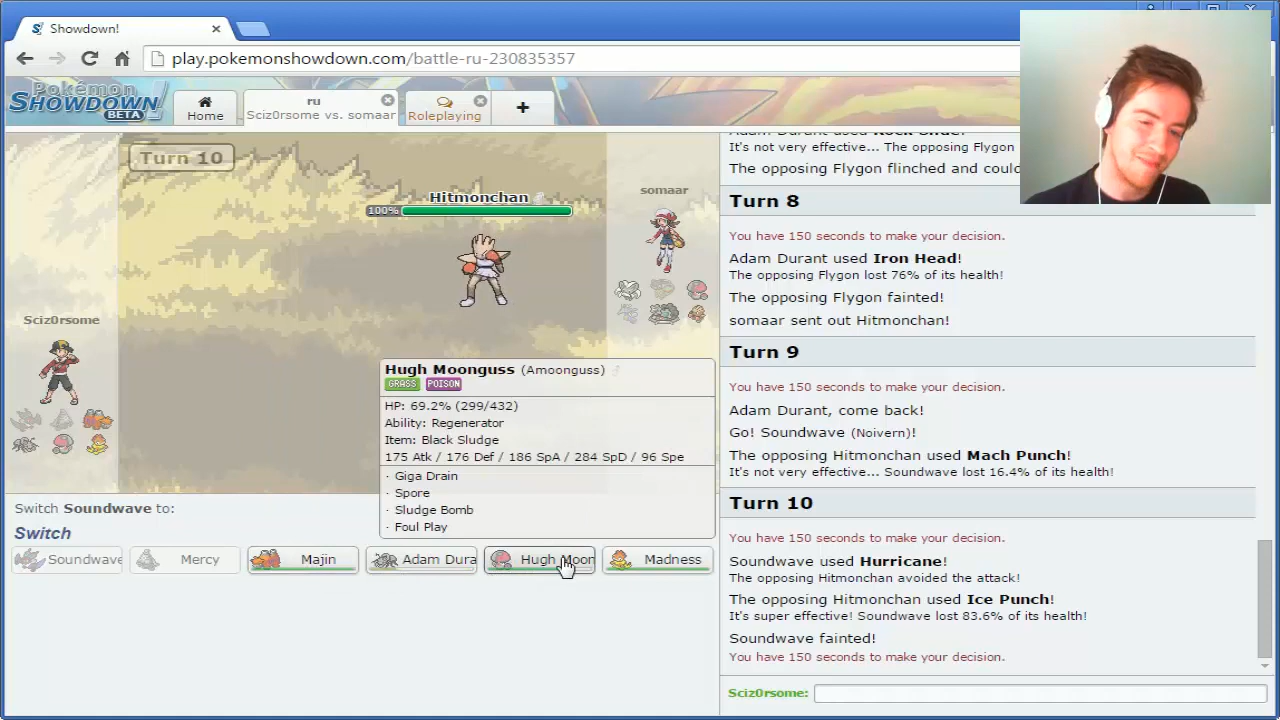 Showdown!
play.pokemonshowdown.com/battle-ru-230835357
Pokémon
SHOWDOWN!
BETA
Home
ru
Sciz0rsome vs. somaar
Roleplaying
Turn 10
Hitmonchan
100%
somaar
Sciz0rsome
Hugh Moonguss (Amoonguss)
GRASS POISON
HP: 69.2% (299/432)
Ability: Regenerator
Item: Black Sludge
175 Atk / 176 Def / 186 SpA / 284 SpD / 96 Spe
· Giga Drain
· Spore
· Sludge Bomb
· Foul Play
Switch Soundwave to:
Switch
Soundwave
Mercy
Majin
Adam Dura
Hugh Moon
Madness
It's not very effective... The opposing Flygon
The opposing Flygon flinched and could
Turn 8
You have 150 seconds to make your decision.
Adam Durant used Iron Head!
The opposing Flygon lost 76% of its health!
The opposing Flygon fainted!
somaar sent out Hitmonchan!
Turn 9
You have 150 seconds to make your decision.
Adam Durant, come back!
Go! Soundwave (Noivern)!
The opposing Hitmonchan used Mach Punch!
It's not very effective... Soundwave lost 16.4% of its health!
Turn 10
You have 150 seconds to make your decision.
Soundwave used Hurricane!
The opposing Hitmonchan avoided the attack!
The opposing Hitmonchan used Ice Punch!
It's super effective! Soundwave lost 83.6% of its health!
Soundwave fainted!
You have 150 seconds to make your decision.
Sciz0rsome: